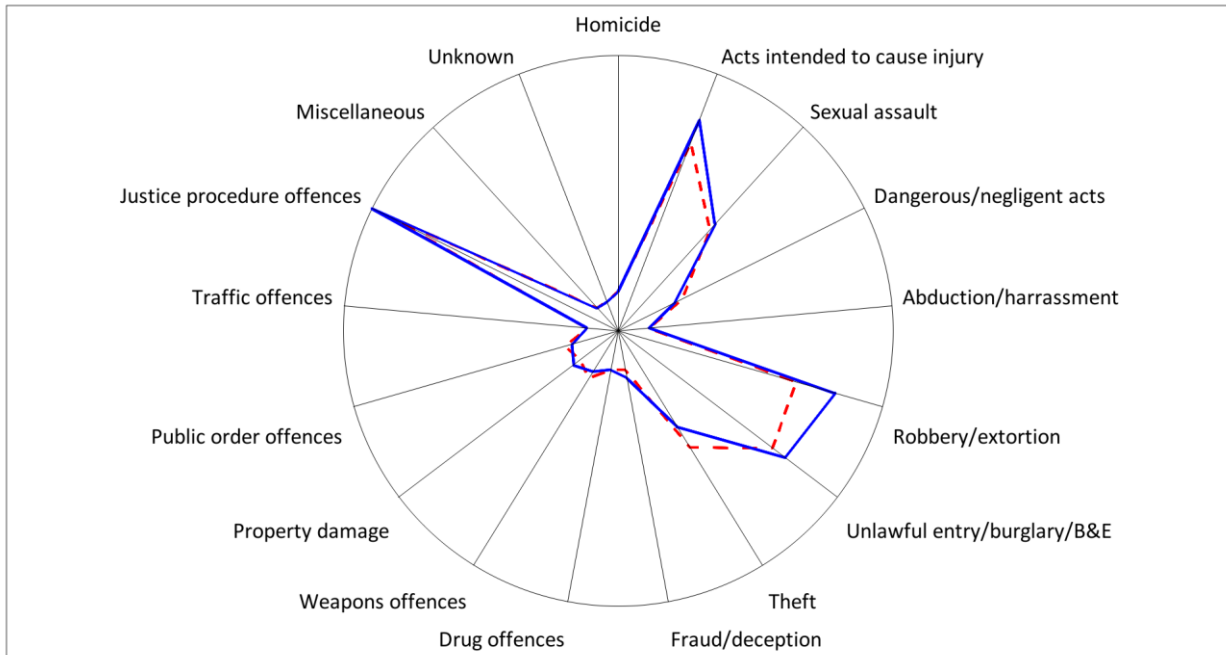 Homicide
Acts intended to cause injury
Sexual assault
Dangerous/negligent acts
Abduction/harrassment
Robbery/extortion
Unlawful entry/burglary/B&E
Theft
Fraud/deception
Drug offences
Weapons offences
Property damage
Public order offences
Traffic offences
Justice procedure offences
Miscellaneous
Unknown